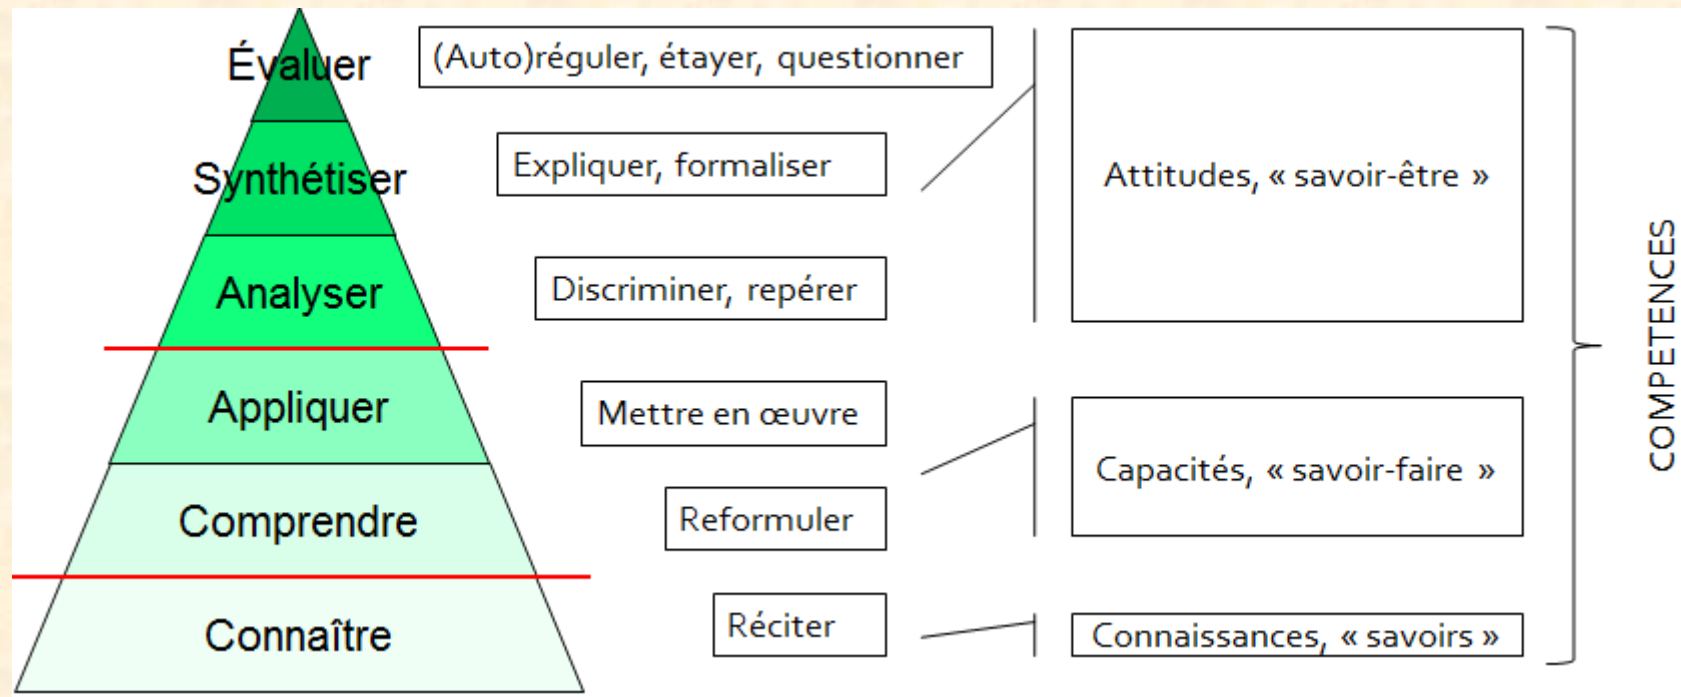 Évaluer
(Auto)réguler, étayer, questionner
Synthétiser
Expliquer, formaliser
Attitudes, « savoir-être »
Analyser
Discriminer, repérer
Appliquer
Mettre en œuvre
Capacités, « savoir-faire »
Comprendre
Reformuler
Connaître
Réciter
Connaissances, « savoirs »
COMPETENCES